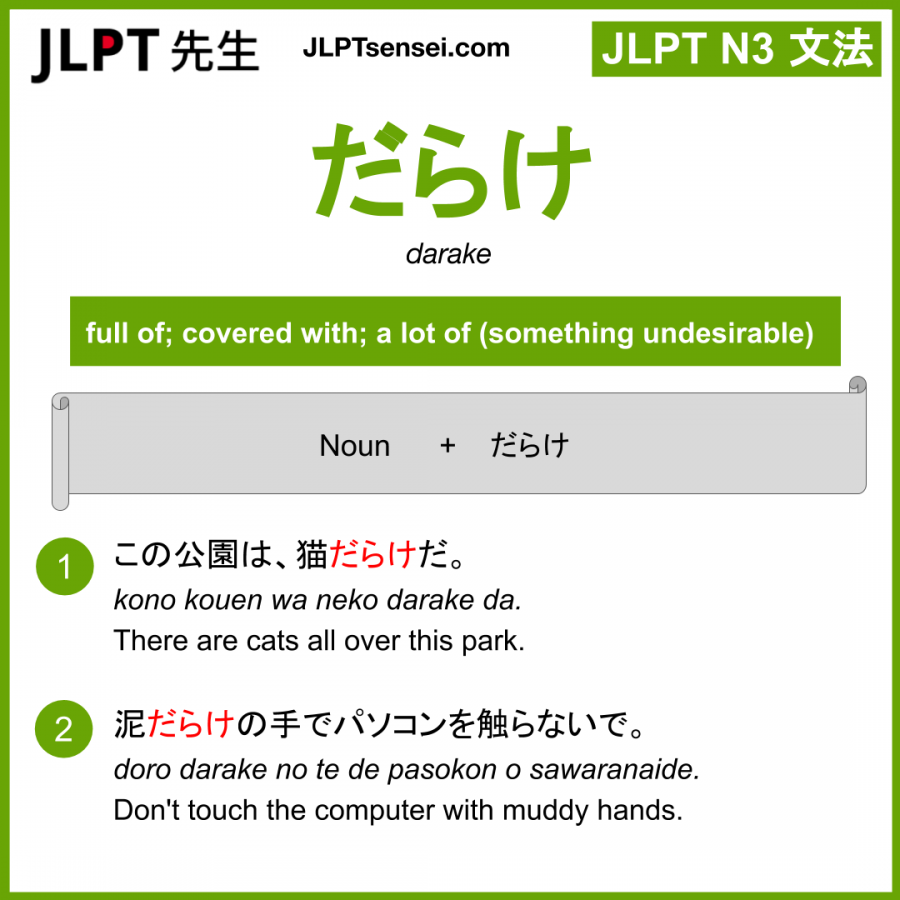 JLPT 先生
JLPTsensei.com
JLPT N3 文法
だらけ
darake
full of; covered with; a lot of (something undesirable)
Noun + だらけ
1
この公園は、猫だらけだ。
kono kouen wa neko darake da.
There are cats all over this park.
2
泥だらけの手でパソコンを触らないで。
doro darake no te de pasokon o sawaranaide.
Don't touch the computer with muddy hands.